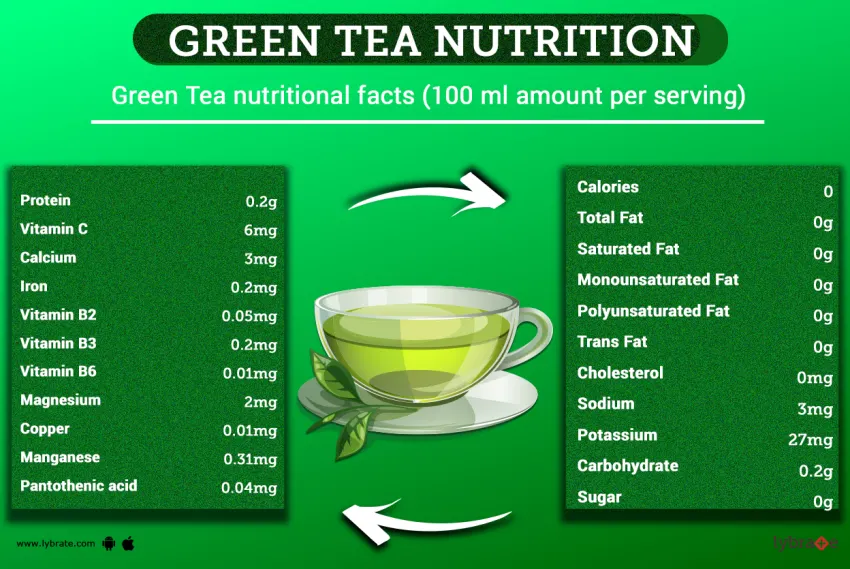 GREEN TEA NUTRITION
Green Tea nutritional facts (100 ml amount per serving)
Protein 0.2g
Vitamin C 6mg
Calcium 3mg
Iron 0.2mg
Vitamin B2 0.05mg
Vitamin B3 0.2mg
Vitamin B6 0.01mg
Magnesium 2mg
Copper 0.01mg
Manganese 0.31mg
Pantothenic acid 0.04mg
Calories 0
Total Fat 0g
Saturated Fat 0g
Monounsaturated Fat 0g
Polyunsaturated Fat 0g
Trans Fat 0g
Cholesterol 0mg
Sodium 3mg
Potassium 27mg
Carbohydrate 0.2g
Sugar 0g
www.lybrate.com
lybrate